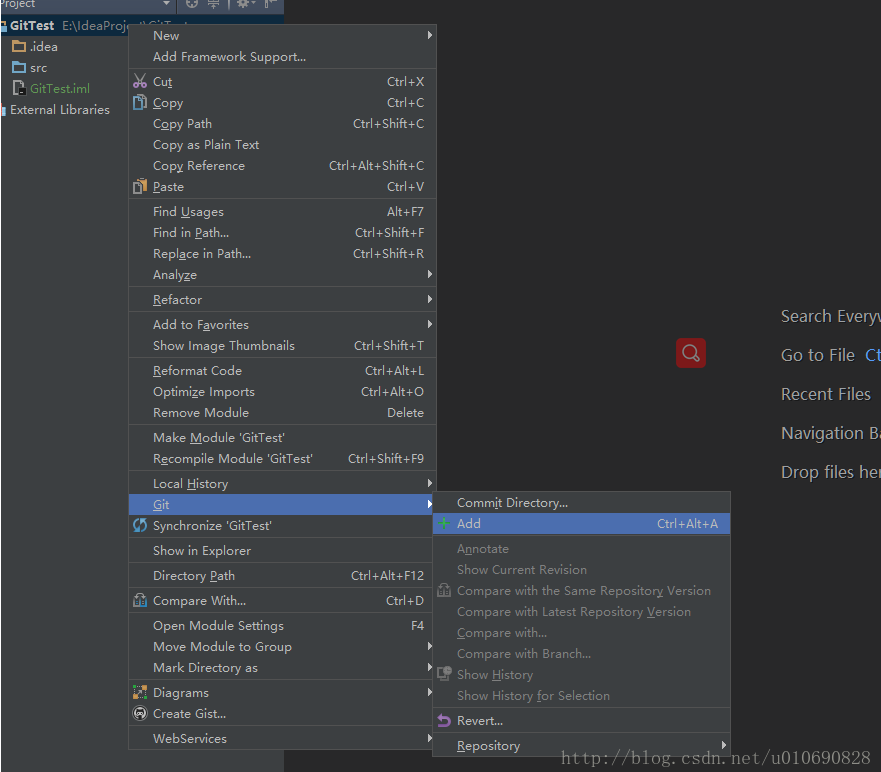 Project
GitTest E:\IdeaProject\GitTest
.idea
src
GitTest.iml
External Libraries
New
Add Framework Support...
Cut Ctrl+X
Copy Ctrl+C
Copy Path Ctrl+Shift+C
Copy as Plain Text
Copy Reference Ctrl+Alt+Shift+C
Paste Ctrl+V
Find Usages Alt+F7
Find in Path... Ctrl+Shift+F
Replace in Path... Ctrl+Shift+R
Analyze
Refactor
Add to Favorites
Show Image Thumbnails Ctrl+Shift+T
Reformat Code Ctrl+Alt+L
Optimize Imports Ctrl+Alt+O
Remove Module Delete
Make Module 'GitTest'
Recompile Module 'GitTest' Ctrl+Shift+F9
Local History
Git
Synchronize 'GitTest'
Show in Explorer
Directory Path Ctrl+Alt+F12
Compare With... Ctrl+D
Open Module Settings F4
Move Module to Group
Mark Directory as
Diagrams
Create Gist...
WebServices
Commit Directory...
Add Ctrl+Alt+A
Annotate
Show Current Revision
Compare with the Same Repository Version
Compare with Latest Repository Version
Compare with...
Compare with Branch...
Show History
Show History for Selection
Revert...
Repository
Search Everyw
Go to File Ct
Recent Files
Navigation Ba
Drop files her
http://blog.csdn.net/u010690828